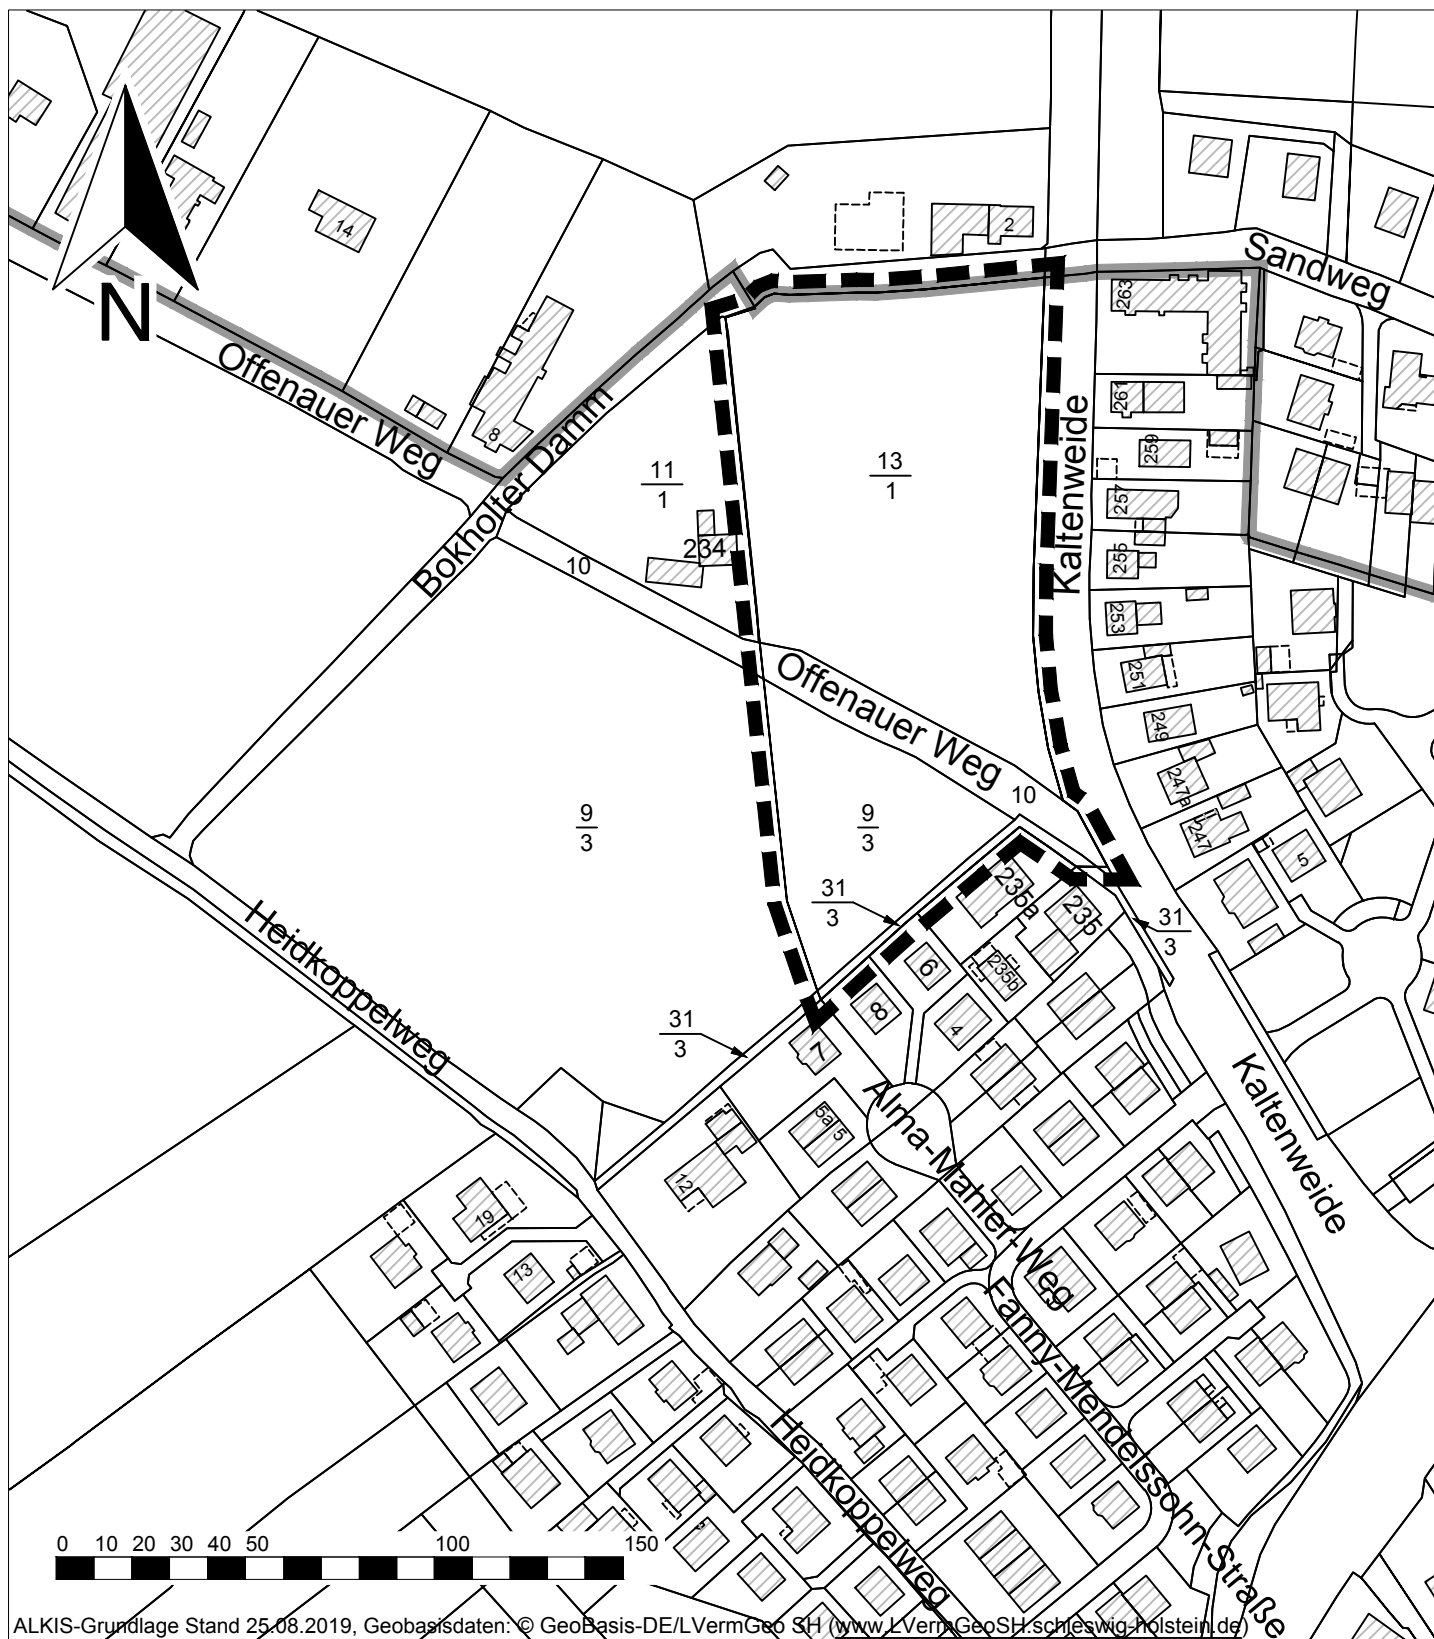 Sandweg
2
14
263
N
Offenauer Weg
261
Kaltenweide
8
259
Bokholter Damm
11
1
13
1
257
234
255
10
253
251
Offenauer Weg
249
247a
10
9
3
9
3
247
5
31
3
235a
235
31
3
Heidkoppelweg
6
235b
8
4
31
3
7
Kaltenweide
Alma-Mahler-Weg
5a
5
12
19
13
Fanny-Mendelssohn-Straße
Heidkoppelweg
0 10 20 30 40 50 100 150
ALKIS-Grundlage Stand 25.08.2019, Geobasisdaten: © GeoBasis-DE/LVermGeo SH (www.LVermGeoSH.schleswig-holstein.de)